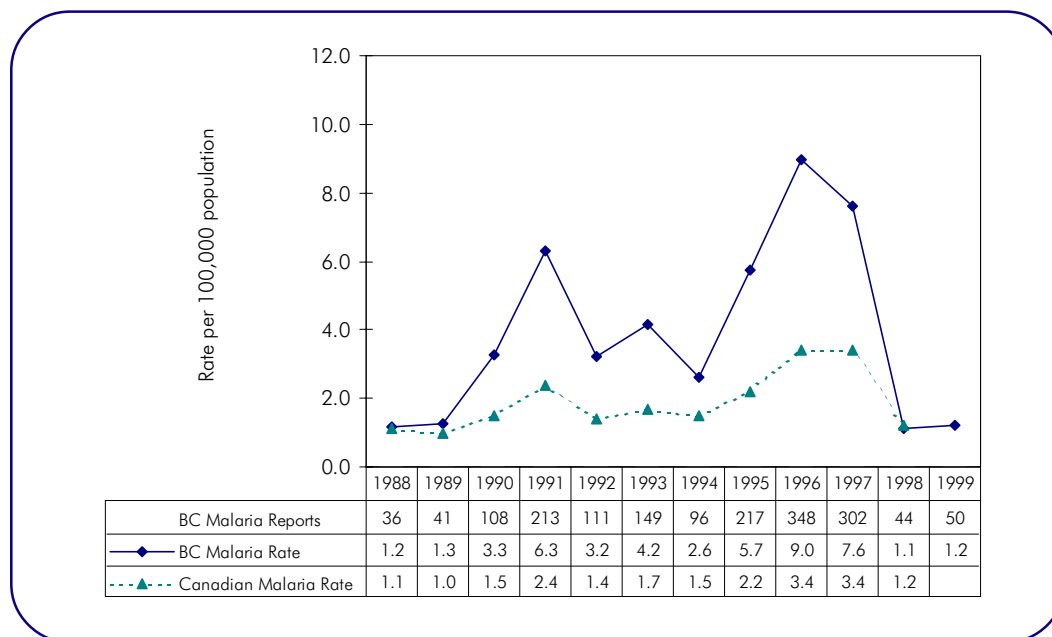 12.0
10.0
8.0
6.0
4.0
2.0
0.0
Rate per 100,000 population
1988 1989 1990 1991 1992 1993 1994 1995 1996 1997 1998 1999
BC Malaria Reports 36 41 108 213 111 149 96 217 348 302 44 50
BC Malaria Rate 1.2 1.3 3.3 6.3 3.2 4.2 2.6 5.7 9.0 7.6 1.1 1.2
Canadian Malaria Rate 1.1 1.0 1.5 2.4 1.4 1.7 1.5 2.2 3.4 3.4 1.2